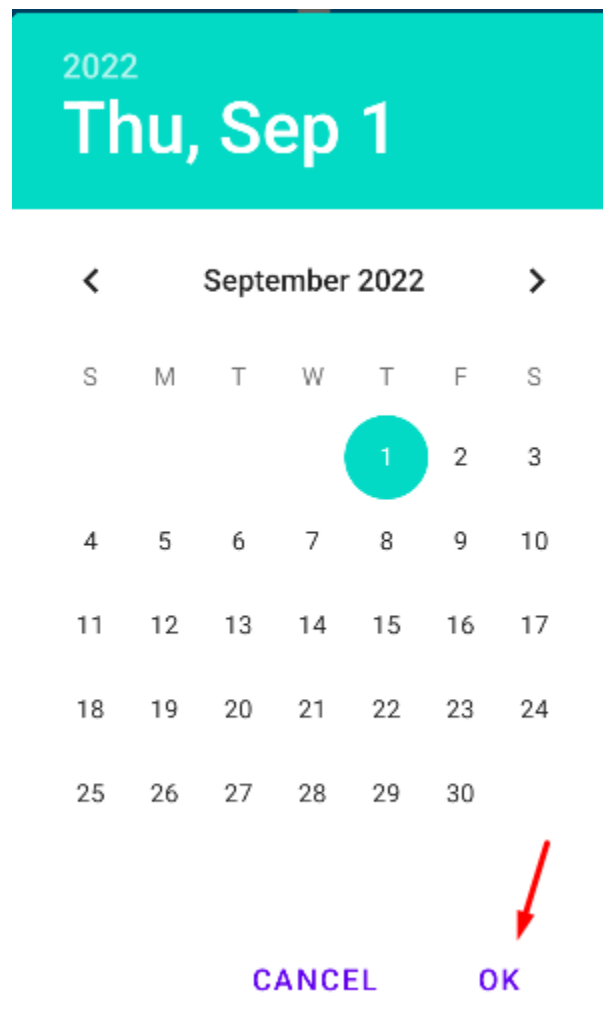 2022
Thu, Sep 1
September 2022
S M T W T F S
1 2 3
4 5 6 7 8 9 10
11 12 13 14 15 16 17
18 19 20 21 22 23 24
25 26 27 28 29 30
CANCEL OK